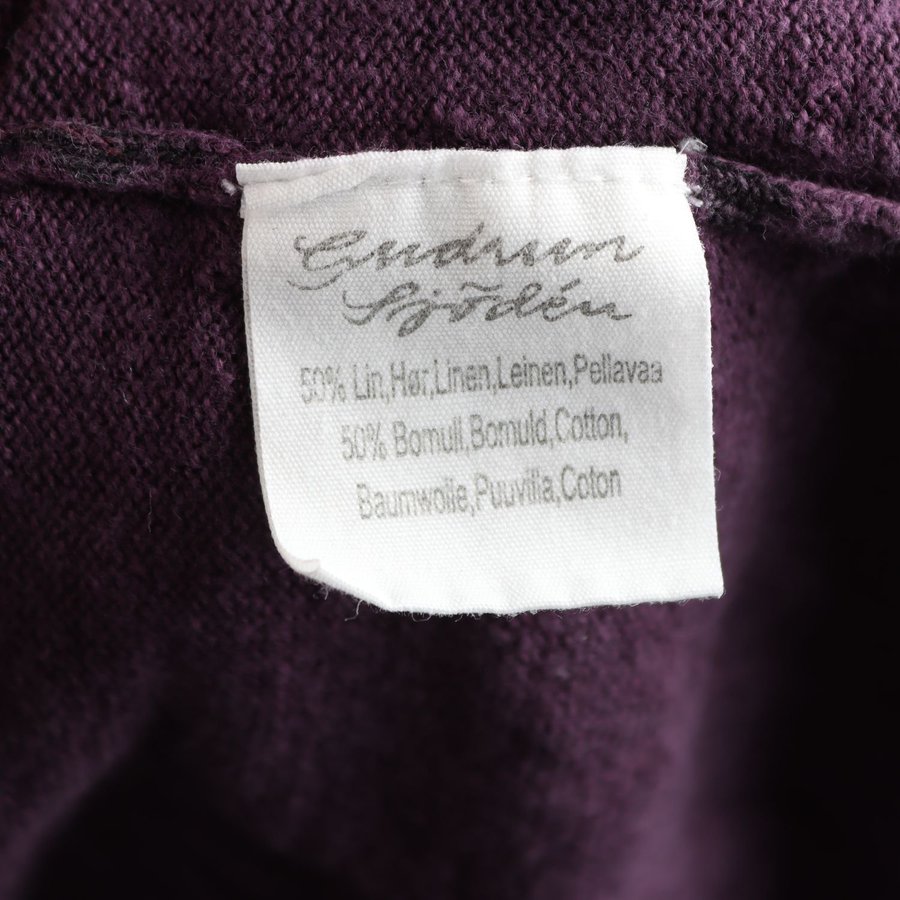 Gudrun
Sjödén
50% Lin,Hør,Linen,Leinen,Pellavaa
50% Bomull,Bomuld,Cotton,
Baumwolle,Puuvilla,Coton